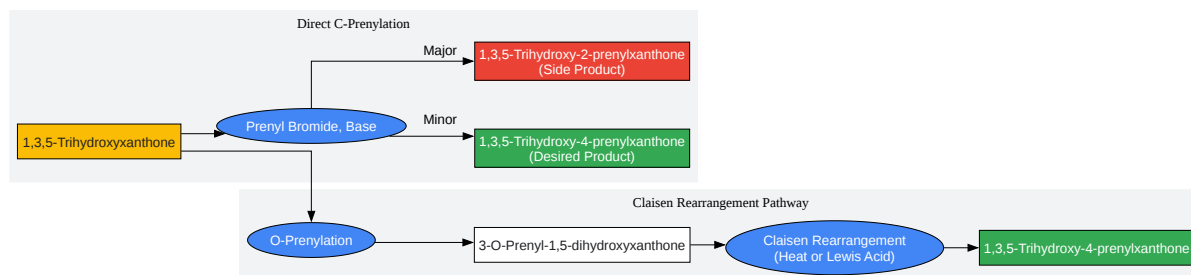 Direct C-Prenylation
Major
1,3,5-Trihydroxy-2-prenylxanthone
(Side Product)
1,3,5-Trihydroxyxanthone
Prenyl Bromide, Base
Minor
1,3,5-Trihydroxy-4-prenylxanthone
(Desired Product)
Claisen Rearrangement Pathway
O-Prenylation
3-O-Prenyl-1,5-dihydroxyxanthone
Claisen Rearrangement
(Heat or Lewis Acid)
1,3,5-Trihydroxy-4-prenylxanthone